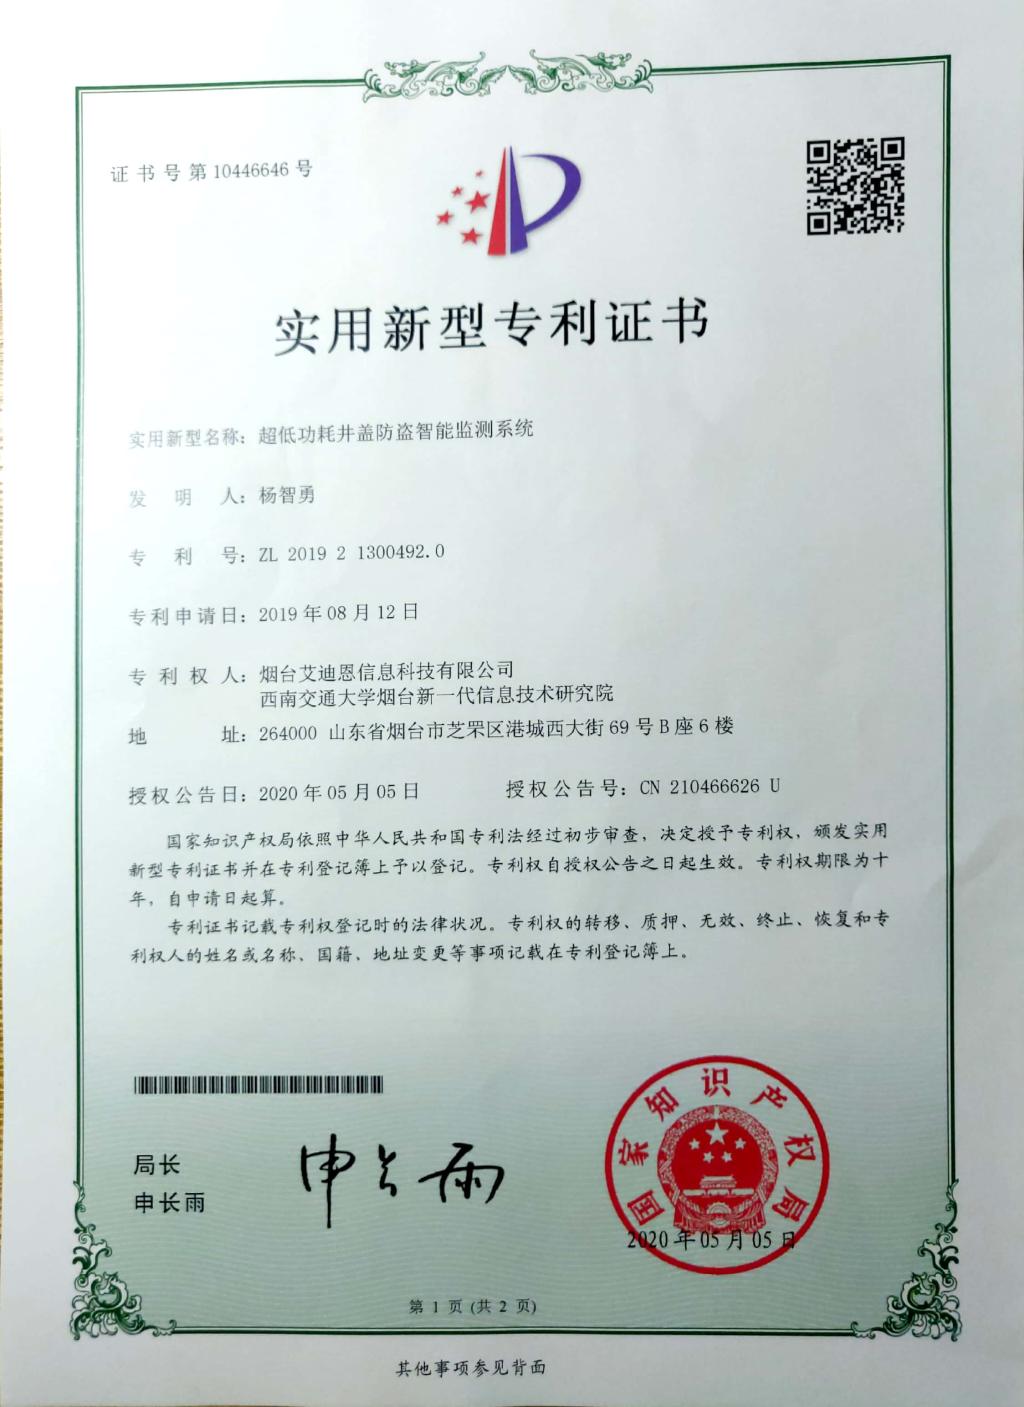 证书号第10446646号
实用新型专利证书
实用新型名称：超低功耗井盖防盗智能监测系统
发明人：杨智勇
专利号：ZL 2019 2 1300492.0
专利申请日：2019年08月12日
专利权人：烟台艾迪恩信息科技有限公司
西南交通大学烟台新一代信息技术研究院
地址：264000 山东省烟台市芝罘区港城西大街69号B座6楼
授权公告日：2020年05月05日 授权公告号：CN 210466626 U
国家知识产权局依照中华人民共和国专利法经过初步审查，决定授予专利权，颁发实用
新型专利证书并在专利登记簿上予以登记。专利权自授权公告之日起生效。专利权期限为十
年，自申请日起算。
专利证书记载专利权登记时的法律状况。专利权的转移、质押、无效、终止、恢复和专
利权人的姓名或名称、国籍、地址变更等事项记载在专利登记簿上。
局长
申长雨
申长雨
国家知识产权局
2020年05月05日
第 1 页 (共 2 页)
其他事项参见背面